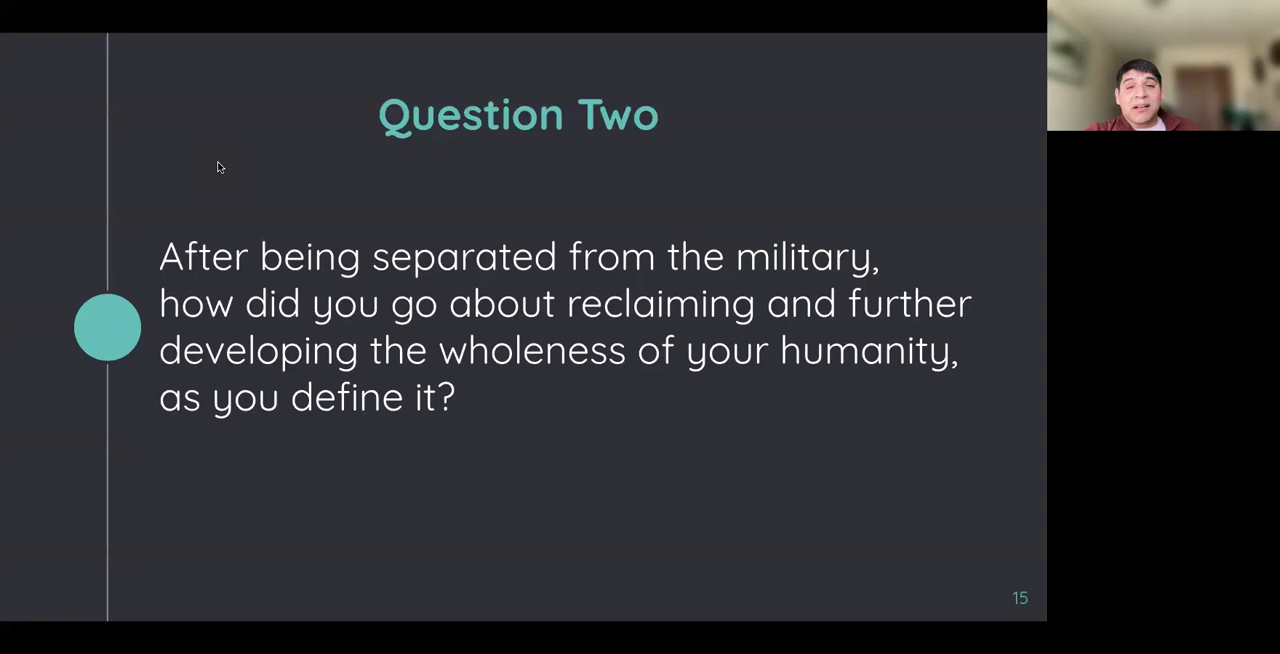 Question Two
After being separated from the military,
how did you go about reclaiming and further
developing the wholeness of your humanity,
as you define it?
15